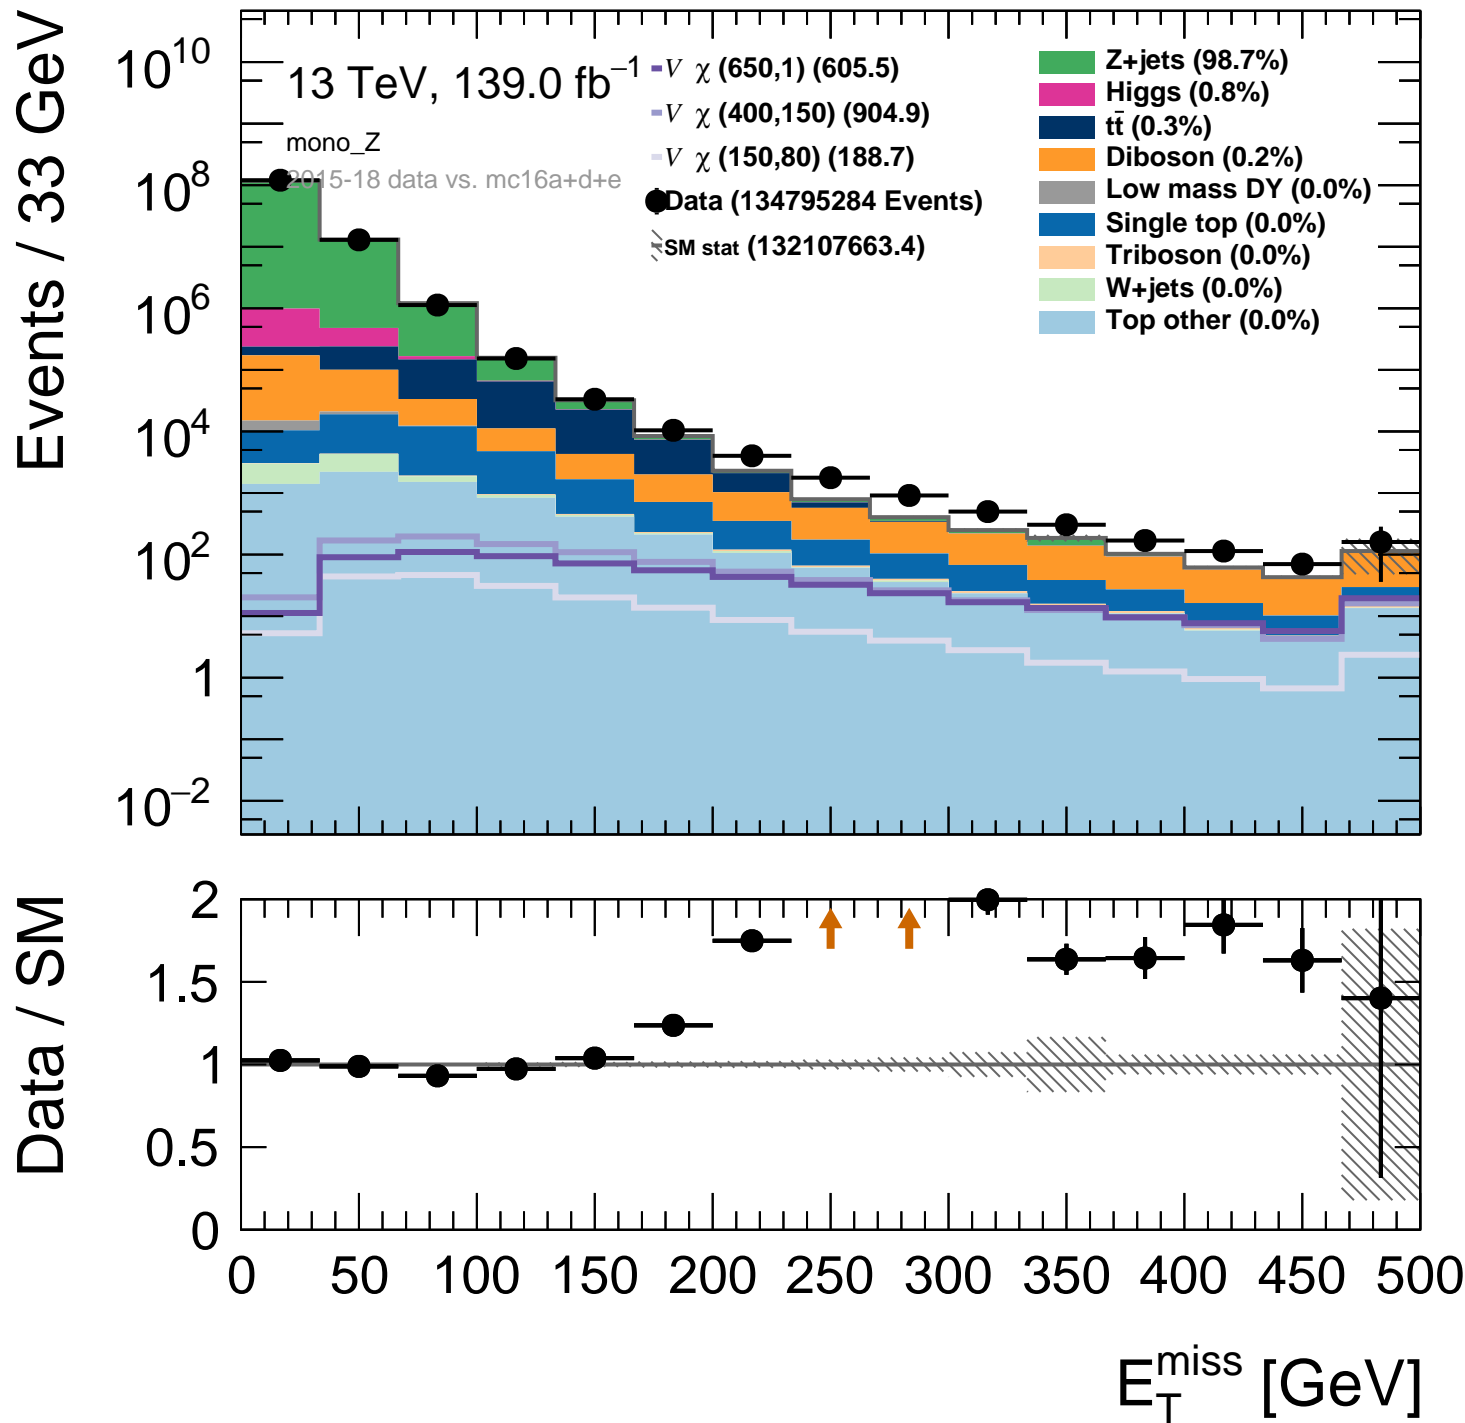 Events / 33 GeV
10¹⁰
10⁸
10⁶
10⁴
10²
1
10⁻²
13 TeV, 139.0 fb⁻¹
mono_Z
2015-18 data vs. mc16a+d+e
V χ (650,1) (605.5)
V χ (400,150) (904.9)
V χ (150,80) (188.7)
Data (134795284 Events)
SM stat (132107663.4)
Z+jets (98.7%)
Higgs (0.8%)
tt̄ (0.3%)
Diboson (0.2%)
Low mass DY (0.0%)
Single top (0.0%)
Triboson (0.0%)
W+jets (0.0%)
Top other (0.0%)
Data / SM
2
1.5
1
0.5
0
0 50 100 150 200 250 300 350 400 450 500
E_T^miss [GeV]